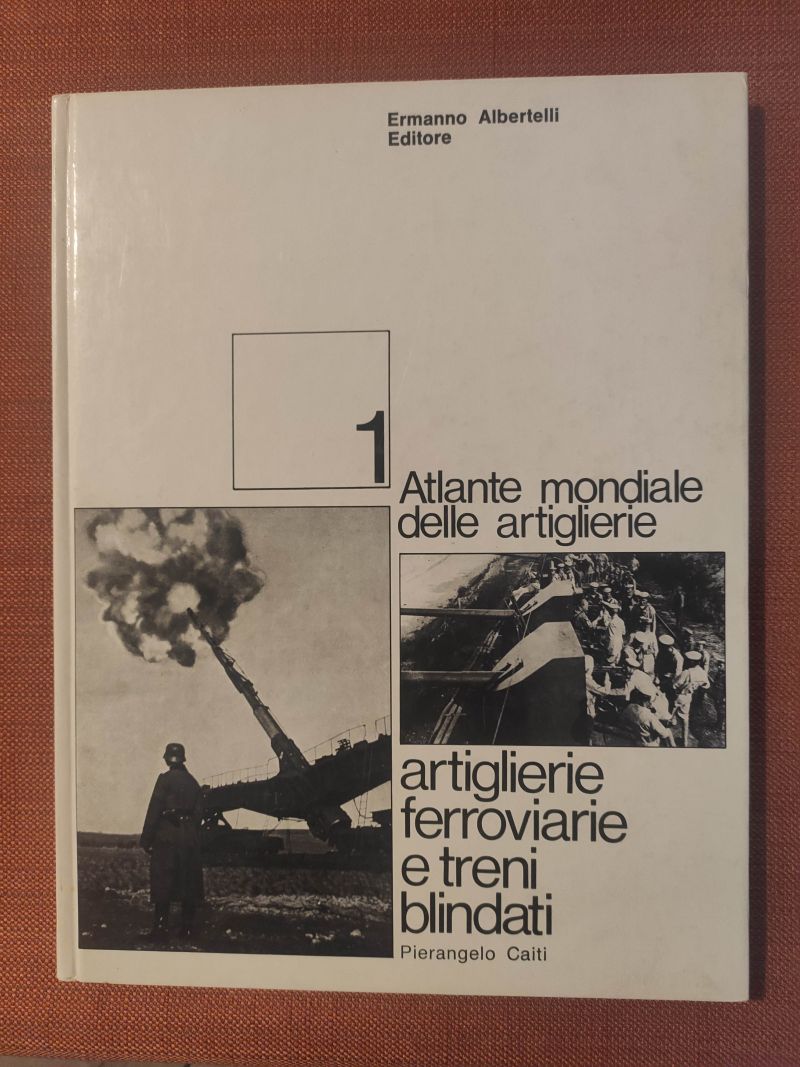 Ermanno Albertelli
Editore
1
Atlante mondiale
delle artiglierie
artiglierie
ferroviarie
e treni
blindati
Pierangelo Caiti